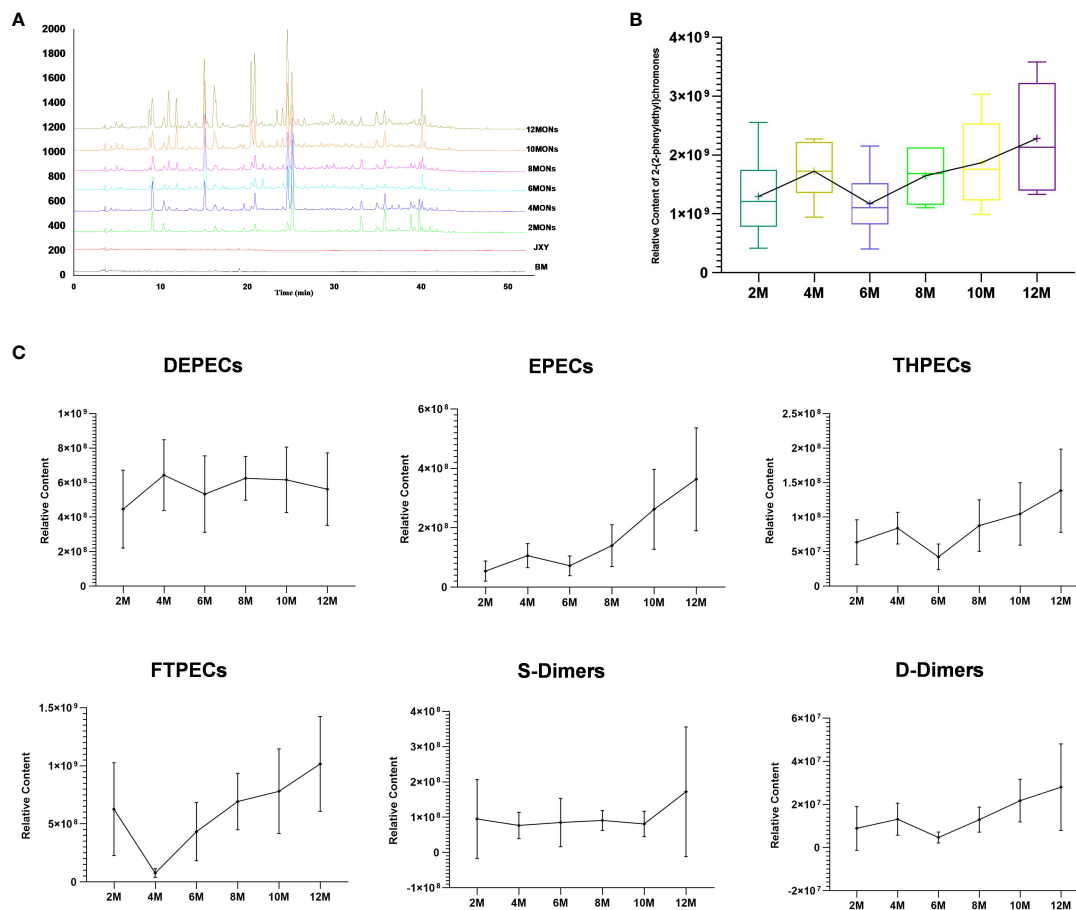 A
2000
1800
1600
1400
1200
1000
800
600
400
200
0
12MONs
10MONs
8MONs
6MONs
4MONs
2MONs
JXY
BM
0 10 20 30 40 50
Time (min)
B
Relative Content of 2(2-phenylethyl)chromones
4×10⁹
3×10⁹
2×10⁹
1×10⁹
0
2M 4M 6M 8M 10M 12M
C
DEPECs
Relative Content
1×10⁹
8×10⁸
6×10⁸
4×10⁸
2×10⁸
0
2M 4M 6M 8M 10M 12M
EPECs
Relative Content
6×10⁸
4×10⁸
2×10⁸
0
2M 4M 6M 8M 10M 12M
THPECs
Relative Content
2.5×10⁸
2×10⁸
1.5×10⁸
1×10⁸
5×10⁷
0
2M 4M 6M 8M 10M 12M
FTPECs
Relative Content
1.5×10⁹
1×10⁹
5×10⁸
0
2M 4M 6M 8M 10M 12M
S-Dimers
Relative Content
4×10⁸
3×10⁸
2×10⁸
1×10⁸
0
-1×10⁸
2M 4M 6M 8M 10M 12M
D-Dimers
Relative Content
6×10⁷
4×10⁷
2×10⁷
0
-2×10⁷
2M 4M 6M 8M 10M 12M